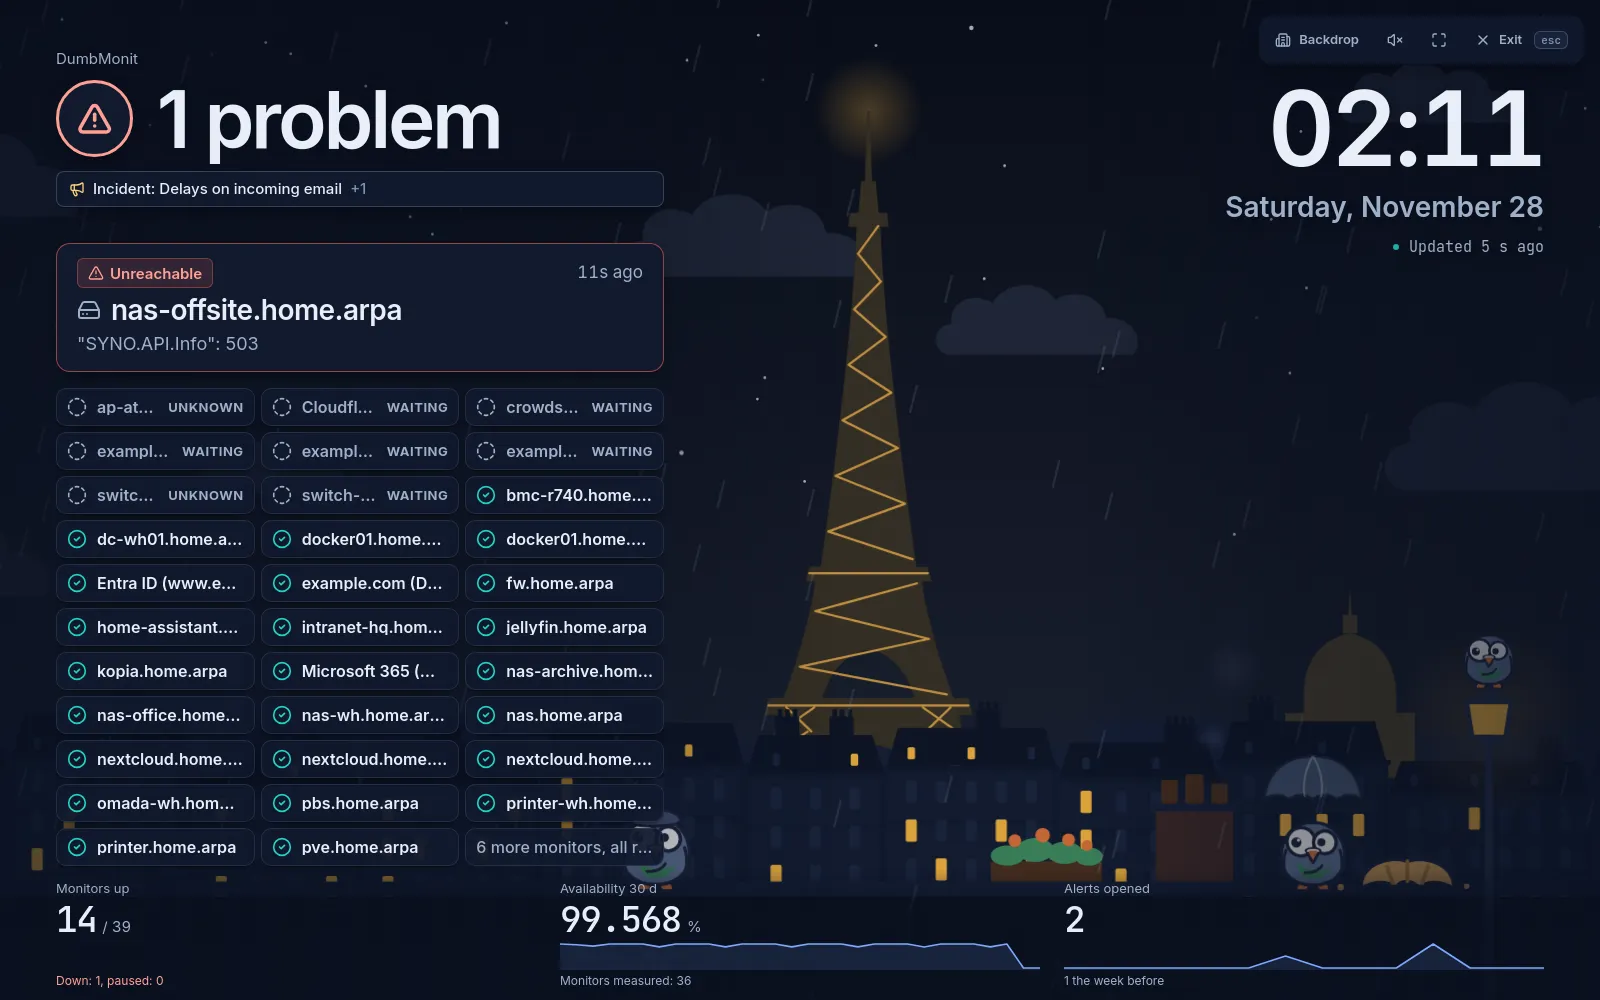 DumbMonit
1 problem
Incident: Delays on incoming email +1
Backdrop
Exit esc
02:11
Saturday, November 28
Updated 5 s ago
Unreachable
11s ago
nas-offsite.home.arpa
"SYNO.API.Info": 503
ap-at... UNKNOWN
Cloudfl... WAITING
crowds... WAITING
exampl... WAITING
exampl... WAITING
exampl... WAITING
switc... UNKNOWN
switch-... WAITING
bmc-r740.home....
dc-wh01.home.a...
docker01.home....
docker01.home....
Entra ID (www.e...
example.com (D...
fw.home.arpa
home-assistant....
intranet-hq.hom...
jellyfin.home.arpa
kopia.home.arpa
Microsoft 365 (...
nas-archive.hom...
nas-office.home...
nas-wh.home.ar...
nas.home.arpa
nextcloud.home....
nextcloud.home....
nextcloud.home....
omada-wh.hom...
pbs.home.arpa
printer-wh.home...
printer.home.arpa
pve.home.arpa
6 more monitors, all r...
Monitors up
14 / 39
Down: 1, paused: 0
Availability 30 d
99.568 %
Monitors measured: 36
Alerts opened
2
1 the week before